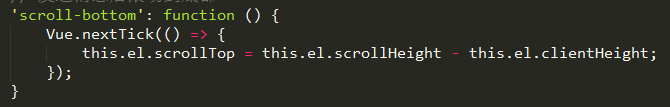 'scroll-bottom': function () {
Vue.nextTick(() => {
this.el.scrollTop = this.el.scrollHeight - this.el.clientHeight;
});
}